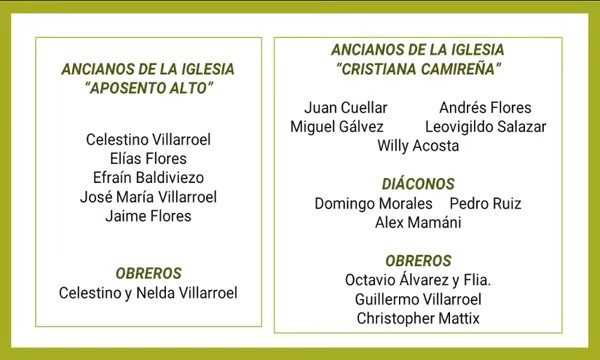 ANCIANOS DE LA IGLESIA
“APOSENTO ALTO”
Celestino Villarroel
Elías Flores
Efraín Baldiviezo
José María Villarroel
Jaime Flores
OBREROS
Celestino y Nelda Villarroel
ANCIANOS DE LA IGLESIA
“CRISTIANA CAMIREÑA”
Juan Cuellar Andrés Flores
Miguel Gálvez Leovigildo Salazar
Willy Acosta
DIÁCONOS
Domingo Morales Pedro Ruiz
Alex Mamáni
OBREROS
Octavio Álvarez y Flia.
Guillermo Villarroel
Christopher Mattix